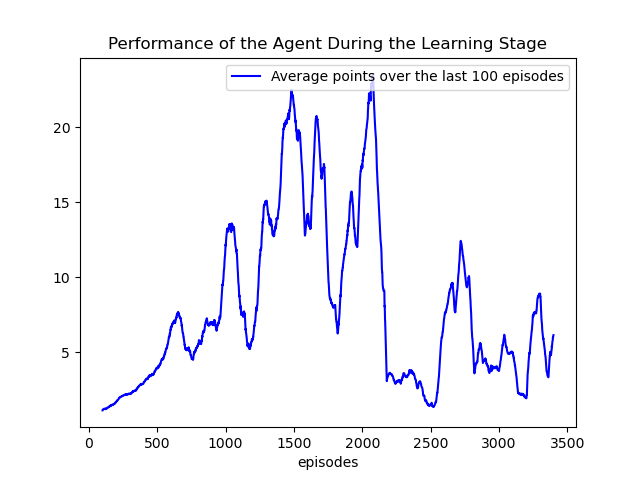 Performance of the Agent During the Learning Stage
Average points over the last 100 episodes
20
15
10
5
0 500 1000 1500 2000 2500 3000 3500
episodes